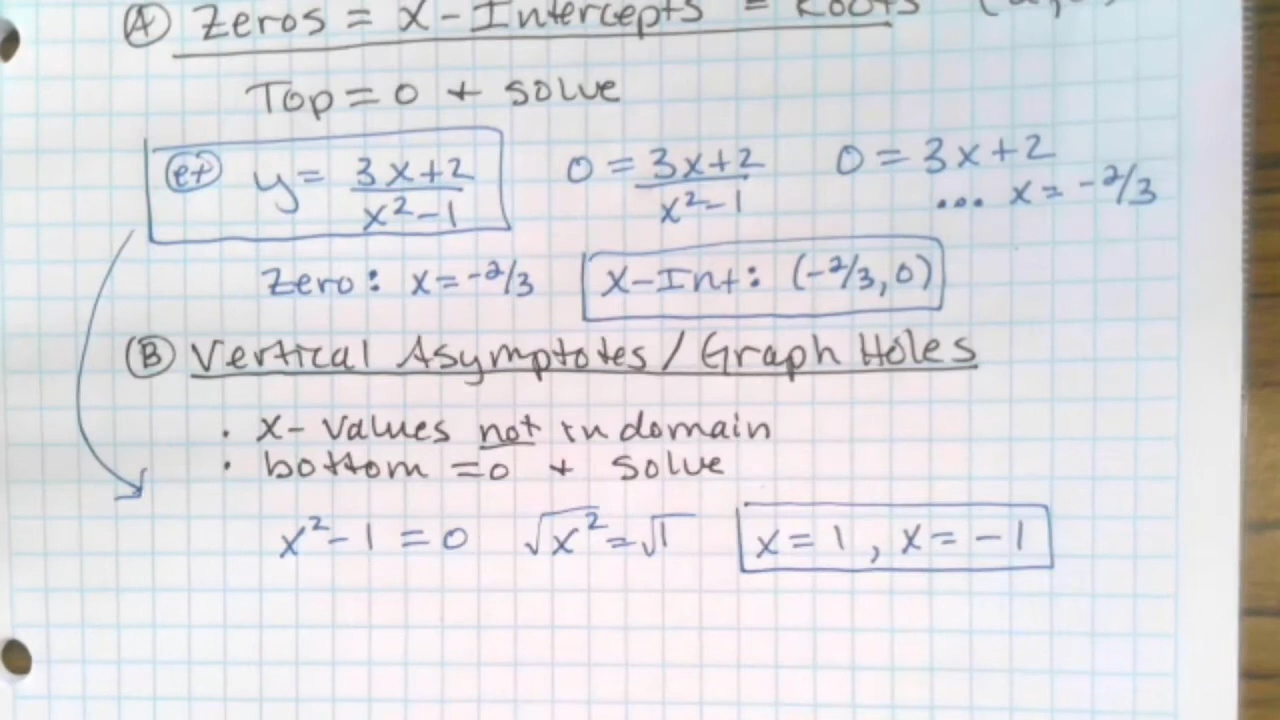 Ⓐ Zeros = x-Intercepts = Roots
Top = 0 + solve
ex y = (3x+2)/(x²-1) 0 = (3x+2)/(x²-1) 0 = 3x+2
... x = -2/3
Zero: x = -2/3 X-Int: (-2/3, 0)
Ⓑ Vertical Asymptotes / Graph Holes
· x-values not in domain
· bottom = 0 + solve
x²-1 = 0 √x² = √1 x = 1, x = -1